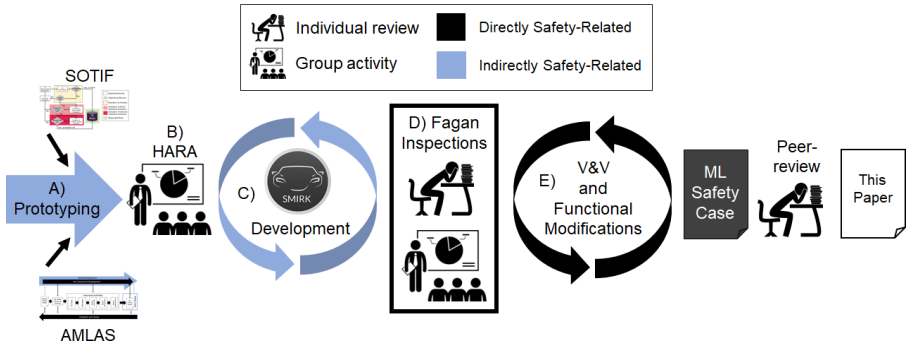 Individual review
Directly Safety-Related
Group activity
Indirectly Safety-Related
SOTIF
A)
Prototyping
AMLAS
B)
HARA
C)
SMIRK
Development
D) Fagan
Inspections
E)
V&V
and
Functional
Modifications
ML
Safety
Case
Peer-
review
This
Paper